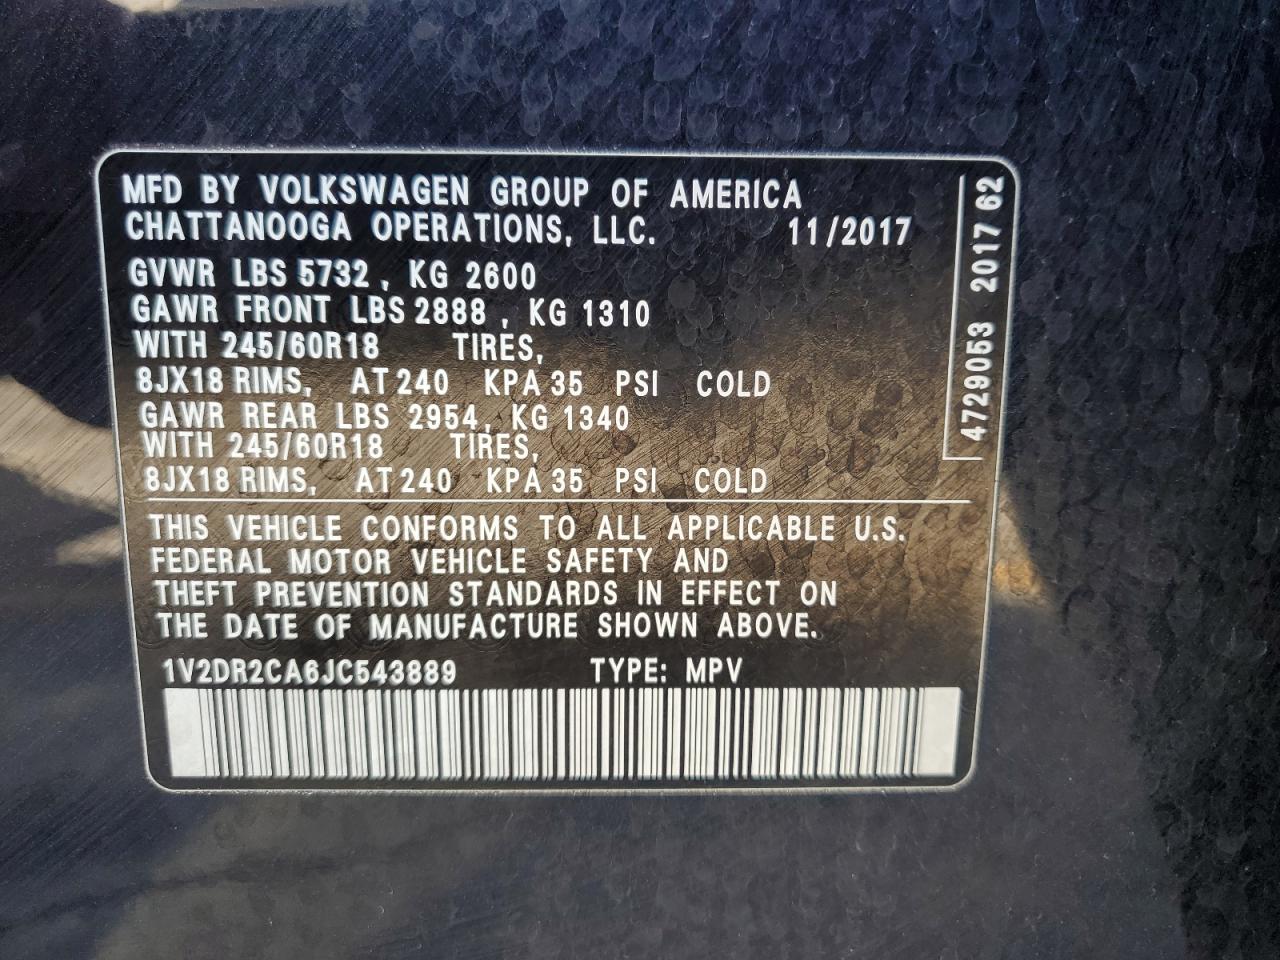 MFD BY VOLKSWAGEN GROUP OF AMERICA
CHATTANOOGA OPERATIONS, LLC. 11/2017
GVWR LBS 5732, KG 2600
GAWR FRONT LBS 2888, KG 1310
WITH 245/60R18 TIRES,
8JX18 RIMS, AT 240 KPA 35 PSI COLD
GAWR REAR LBS 2954, KG 1340
WITH 245/60R18 TIRES,
8JX18 RIMS, AT 240 KPA 35 PSI COLD
THIS VEHICLE CONFORMS TO ALL APPLICABLE U.S.
FEDERAL MOTOR VEHICLE SAFETY AND
THEFT PREVENTION STANDARDS IN EFFECT ON
THE DATE OF MANUFACTURE SHOWN ABOVE.
1V2DR2CA6JC543889 TYPE: MPV
4729053 2017 62